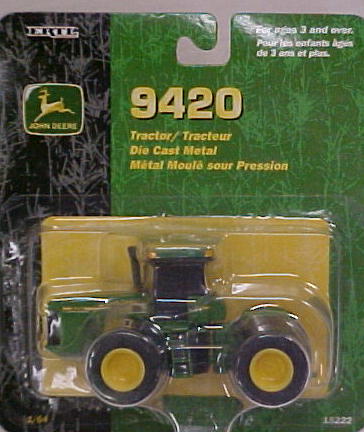 ERTL
For ages 3 and over.
Pour les enfants âgés
de 3 ans et plus.
JOHN DEERE
9420
Tractor/Tracteur
Die Cast Metal
Métal Moulé sour Pression
1/64
15222